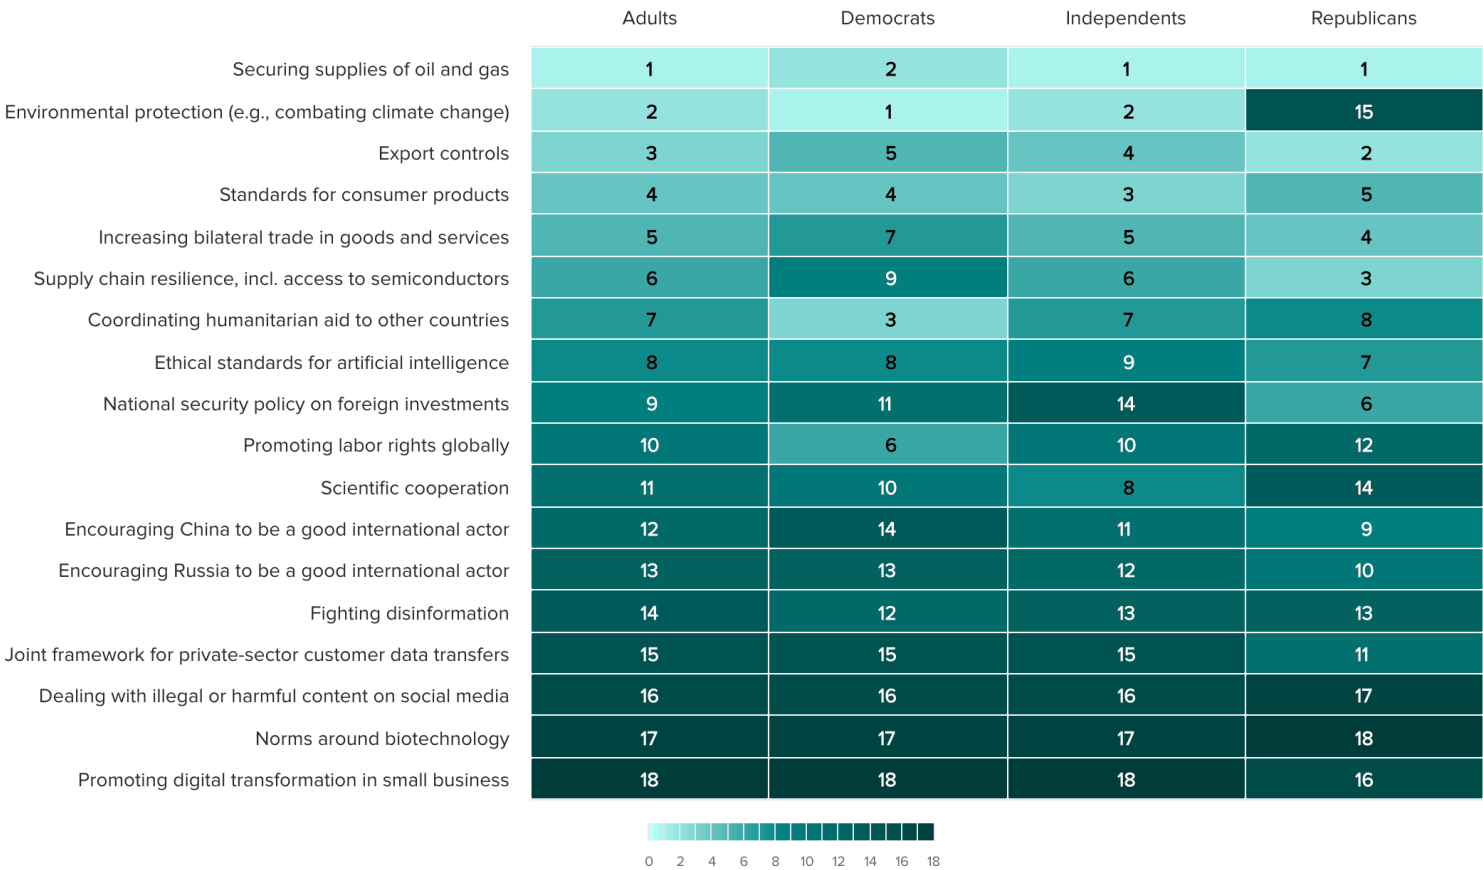 Adults Democrats Independents Republicans
Securing supplies of oil and gas 1 2 1 1
Environmental protection (e.g., combating climate change) 2 1 2 15
Export controls 3 5 4 2
Standards for consumer products 4 4 3 5
Increasing bilateral trade in goods and services 5 7 5 4
Supply chain resilience, incl. access to semiconductors 6 9 6 3
Coordinating humanitarian aid to other countries 7 3 7 8
Ethical standards for artificial intelligence 8 8 9 7
National security policy on foreign investments 9 11 14 6
Promoting labor rights globally 10 6 10 12
Scientific cooperation 11 10 8 14
Encouraging China to be a good international actor 12 14 11 9
Encouraging Russia to be a good international actor 13 13 12 10
Fighting disinformation 14 12 13 13
Joint framework for private-sector customer data transfers 15 15 15 11
Dealing with illegal or harmful content on social media 16 16 16 17
Norms around biotechnology 17 17 17 18
Promoting digital transformation in small business 18 18 18 16
0 2 4 6 8 10 12 14 16 18